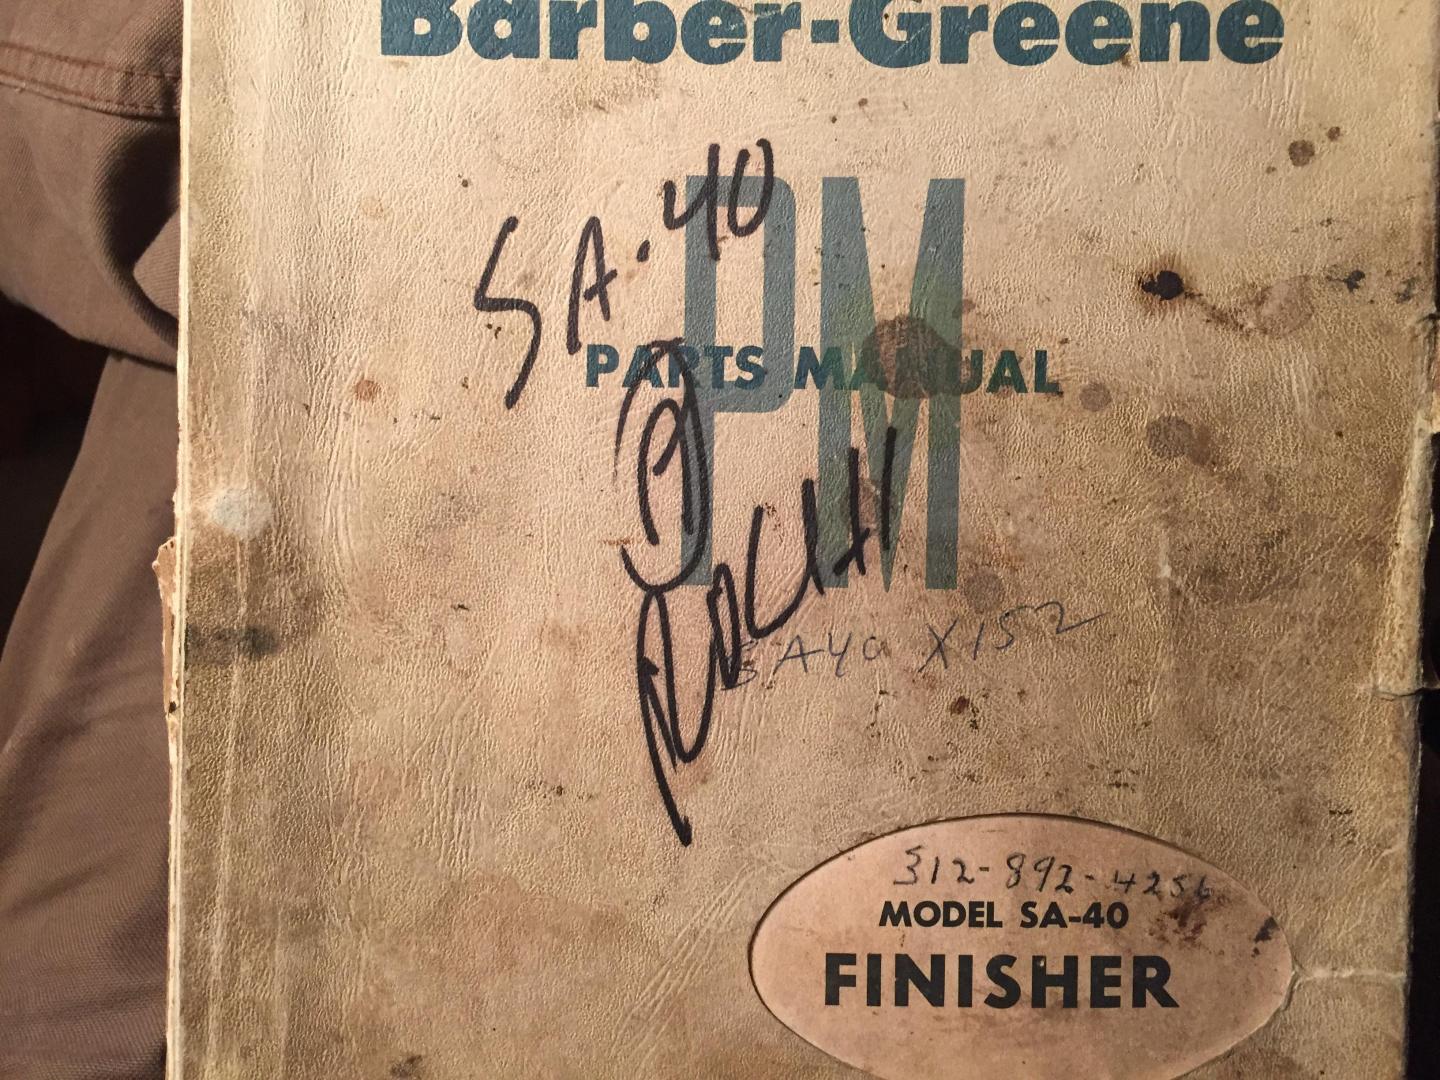 Barber-Greene
SA-40
PM
PARTS MANUAL
SA40 X152
312-892-4256
MODEL SA-40
FINISHER